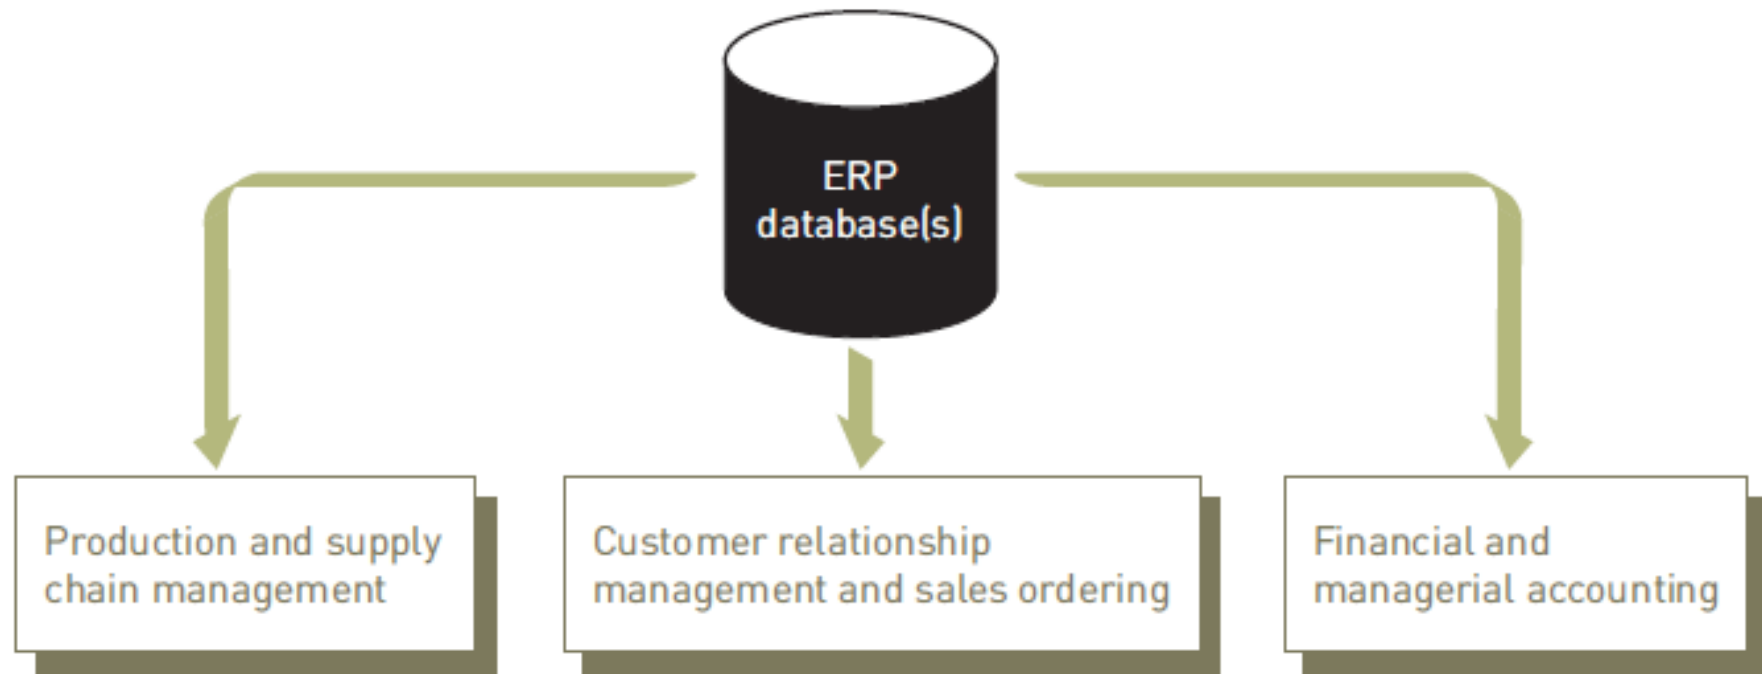 ERP
database(s)
Production and supply
chain management
Customer relationship
management and sales ordering
Financial and
managerial accounting